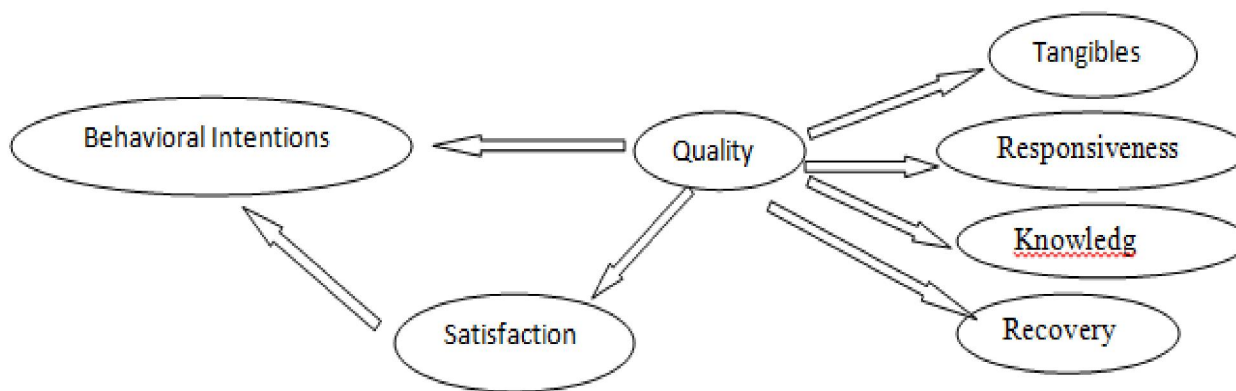 Tangibles
Behavioral Intentions
Quality
Responsiveness
Knowledg
Satisfaction
Recovery